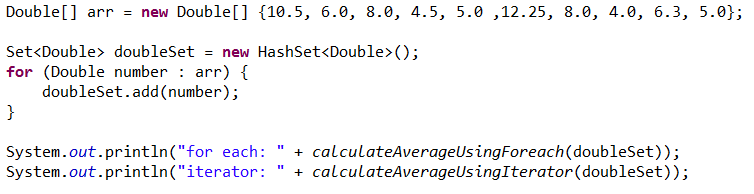 Double[] arr = new Double[] {10.5, 6.0, 8.0, 4.5, 5.0 ,12.25, 8.0, 4.0, 6.3, 5.0};
Set<Double> doubleSet = new HashSet<Double>();
for (Double number : arr) {
    doubleSet.add(number);
}
System.out.println("for each: " + calculateAverageUsingForeach(doubleSet));
System.out.println("iterator: " + calculateAverageUsingIterator(doubleSet));